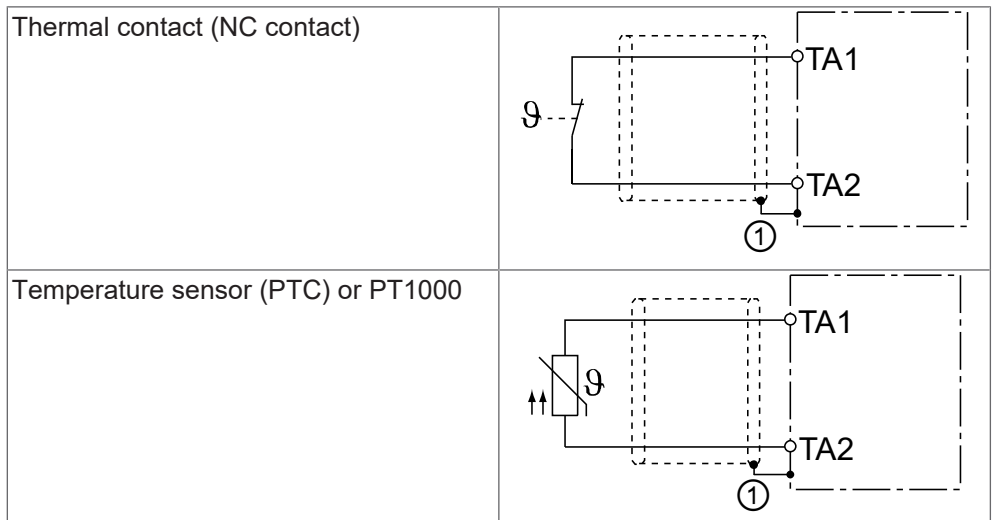 Thermal contact (NC contact)
TA1
ϑ
TA2
①
Temperature sensor (PTC) or PT1000
TA1
ϑ
TA2
①